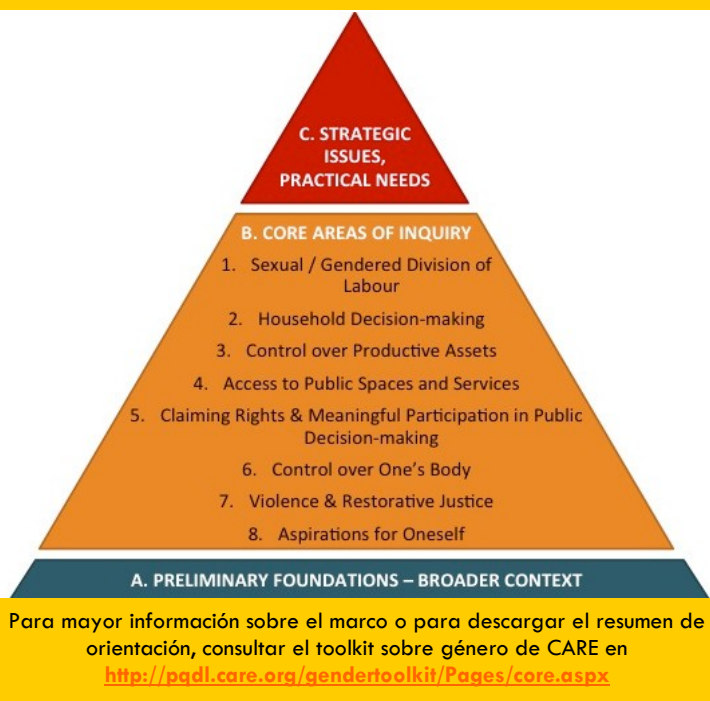 C. STRATEGIC
ISSUES,
PRACTICAL NEEDS
B. CORE AREAS OF INQUIRY
1. Sexual / Gendered Division of
Labour
2. Household Decision-making
3. Control over Productive Assets
4. Access to Public Spaces and Services
5. Claiming Rights & Meaningful Participation in Public
Decision-making
6. Control over One's Body
7. Violence & Restorative Justice
8. Aspirations for Oneself
A. PRELIMINARY FOUNDATIONS – BROADER CONTEXT
Para mayor información sobre el marco o para descargar el resumen de
orientación, consultar el toolkit sobre género de CARE en
http://pqdl.care.org/gendertoolkit/Pages/core.aspx